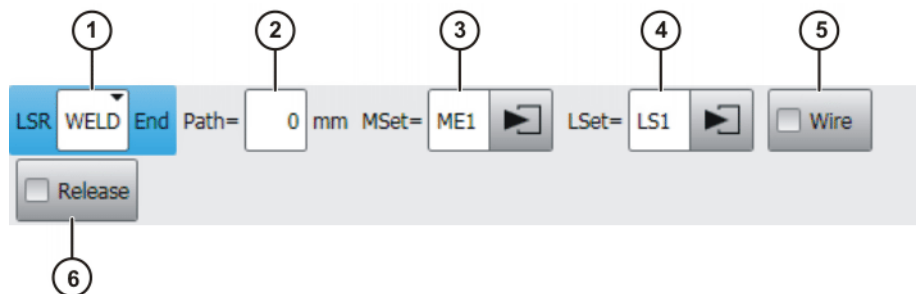 1 2 3 4 5
LSR WELD End Path= 0 mm MSet= ME1 LSet= LS1 Wire
Release
6